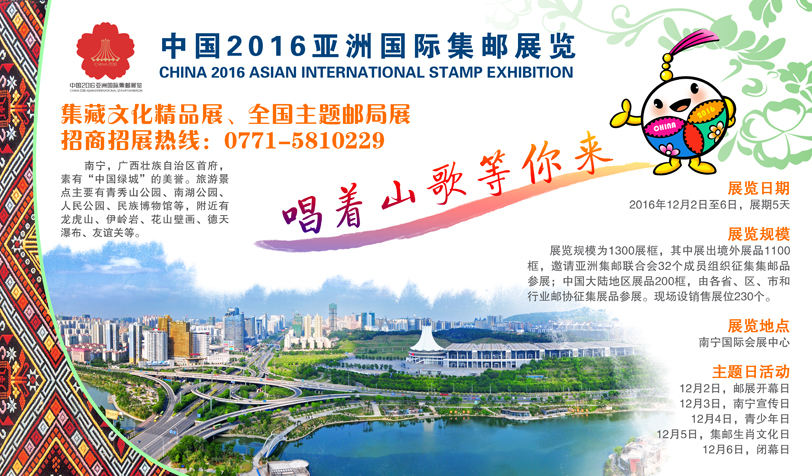 中国2016亚洲国际集邮展览
CHINA 2016 ASIAN INTERNATIONAL STAMP EXHIBITION
中国2016亚洲国际集邮展览
集藏文化精品展、全国主题邮局展
招商招展热线：0771-5810229
南宁，广西壮族自治区首府，
素有“中国绿城”的美誉。旅游景
点主要有青秀山公园、南湖公园、
人民公园、民族博物馆等，附近有
龙虎山、伊岭岩、花山壁画、德天
瀑布、友谊关等。
唱着山歌等你来
CHINA
2016
展览日期
2016年12月2日至6日，展期5天
展览规模
展览规模为1300展框，其中展出境外展品1100
框，邀请亚洲集邮联合会32个成员组织征集集邮品
参展；中国大陆地区展品200框，由各省、区、市和
行业邮协征集展品参展。现场设销售展位230个。
展览地点
南宁国际会展中心
主题日活动
12月2日，邮展开幕日
12月3日，南宁宣传日
12月4日，青少年日
12月5日，集邮生肖文化日
12月6日，闭幕日